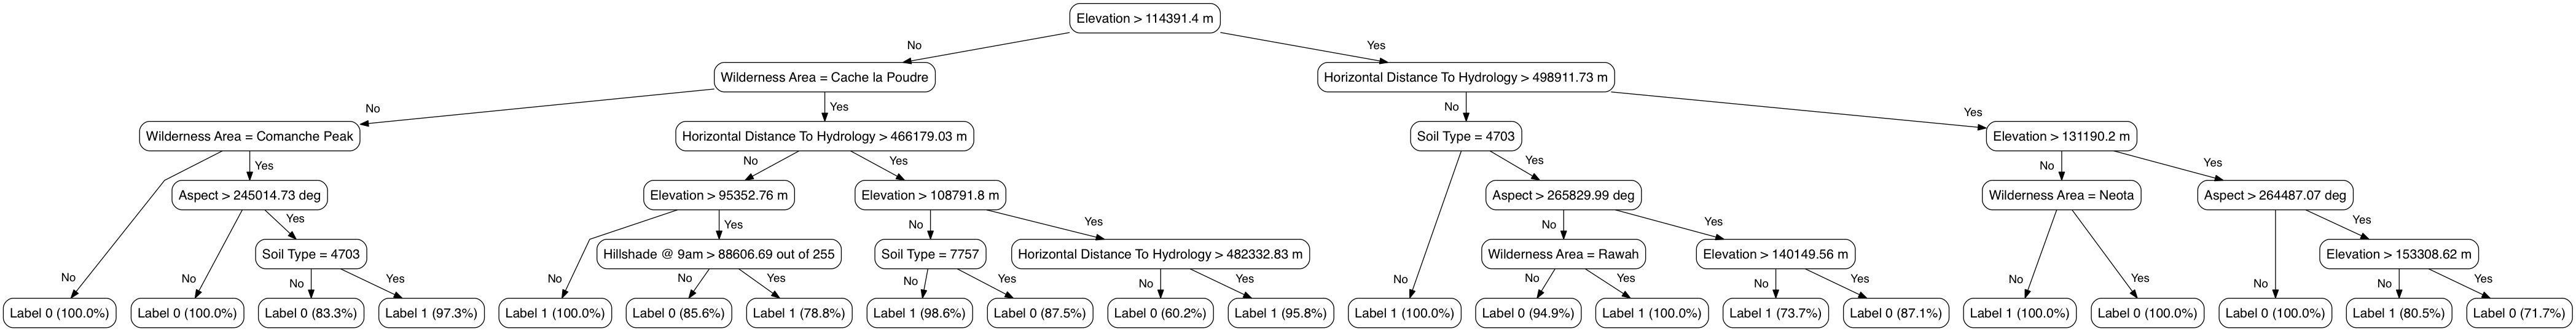 Elevation > 114391.4 m
No
Yes
Wilderness Area = Cache la Poudre
Horizontal Distance To Hydrology > 498911.73 m
No
Yes
No
Yes
Wilderness Area = Comanche Peak
Horizontal Distance To Hydrology > 466179.03 m
Soil Type = 4703
Elevation > 131190.2 m
Yes
No
Yes
Yes
No
Yes
Aspect > 245014.73 deg
Elevation > 95352.76 m
Elevation > 108791.8 m
Aspect > 265829.99 deg
Wilderness Area = Neota
Aspect > 264487.07 deg
Yes
Yes
No
Yes
No
Yes
Yes
Soil Type = 4703
Hillshade @ 9am > 88606.69 out of 255
Soil Type = 7757
Horizontal Distance To Hydrology > 482332.83 m
Wilderness Area = Rawah
Elevation > 140149.56 m
Elevation > 153308.62 m
No
No
No
Yes
No
No
Yes
No
Yes
No
Yes
No
No
Yes
No
Yes
No
Yes
No
No
Yes
Label 0 (100.0%)
Label 0 (100.0%)
Label 0 (83.3%)
Label 1 (97.3%)
Label 1 (100.0%)
Label 0 (85.6%)
Label 1 (78.8%)
Label 1 (98.6%)
Label 0 (87.5%)
Label 0 (60.2%)
Label 1 (95.8%)
Label 1 (100.0%)
Label 0 (94.9%)
Label 1 (100.0%)
Label 1 (73.7%)
Label 0 (87.1%)
Label 1 (100.0%)
Label 0 (100.0%)
Label 0 (100.0%)
Label 1 (80.5%)
Label 0 (71.7%)